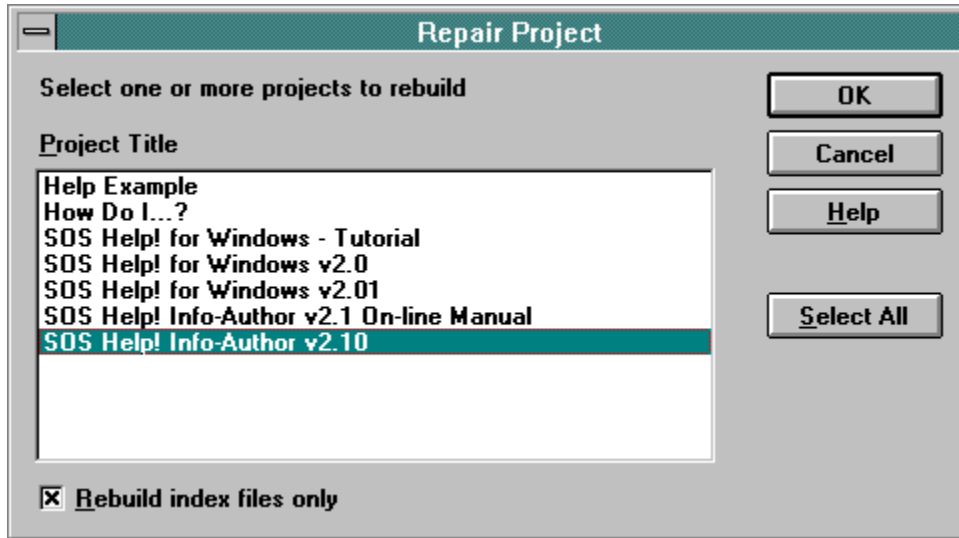 Repair Project
Select one or more projects to rebuild
Project Title
Help Example
How Do I...?
SOS Help! for Windows - Tutorial
SOS Help! for Windows v2.0
SOS Help! for Windows v2.01
SOS Help! Info-Author v2.1 On-line Manual
SOS Help! Info-Author v2.10
Rebuild index files only
OK
Cancel
Help
Select All